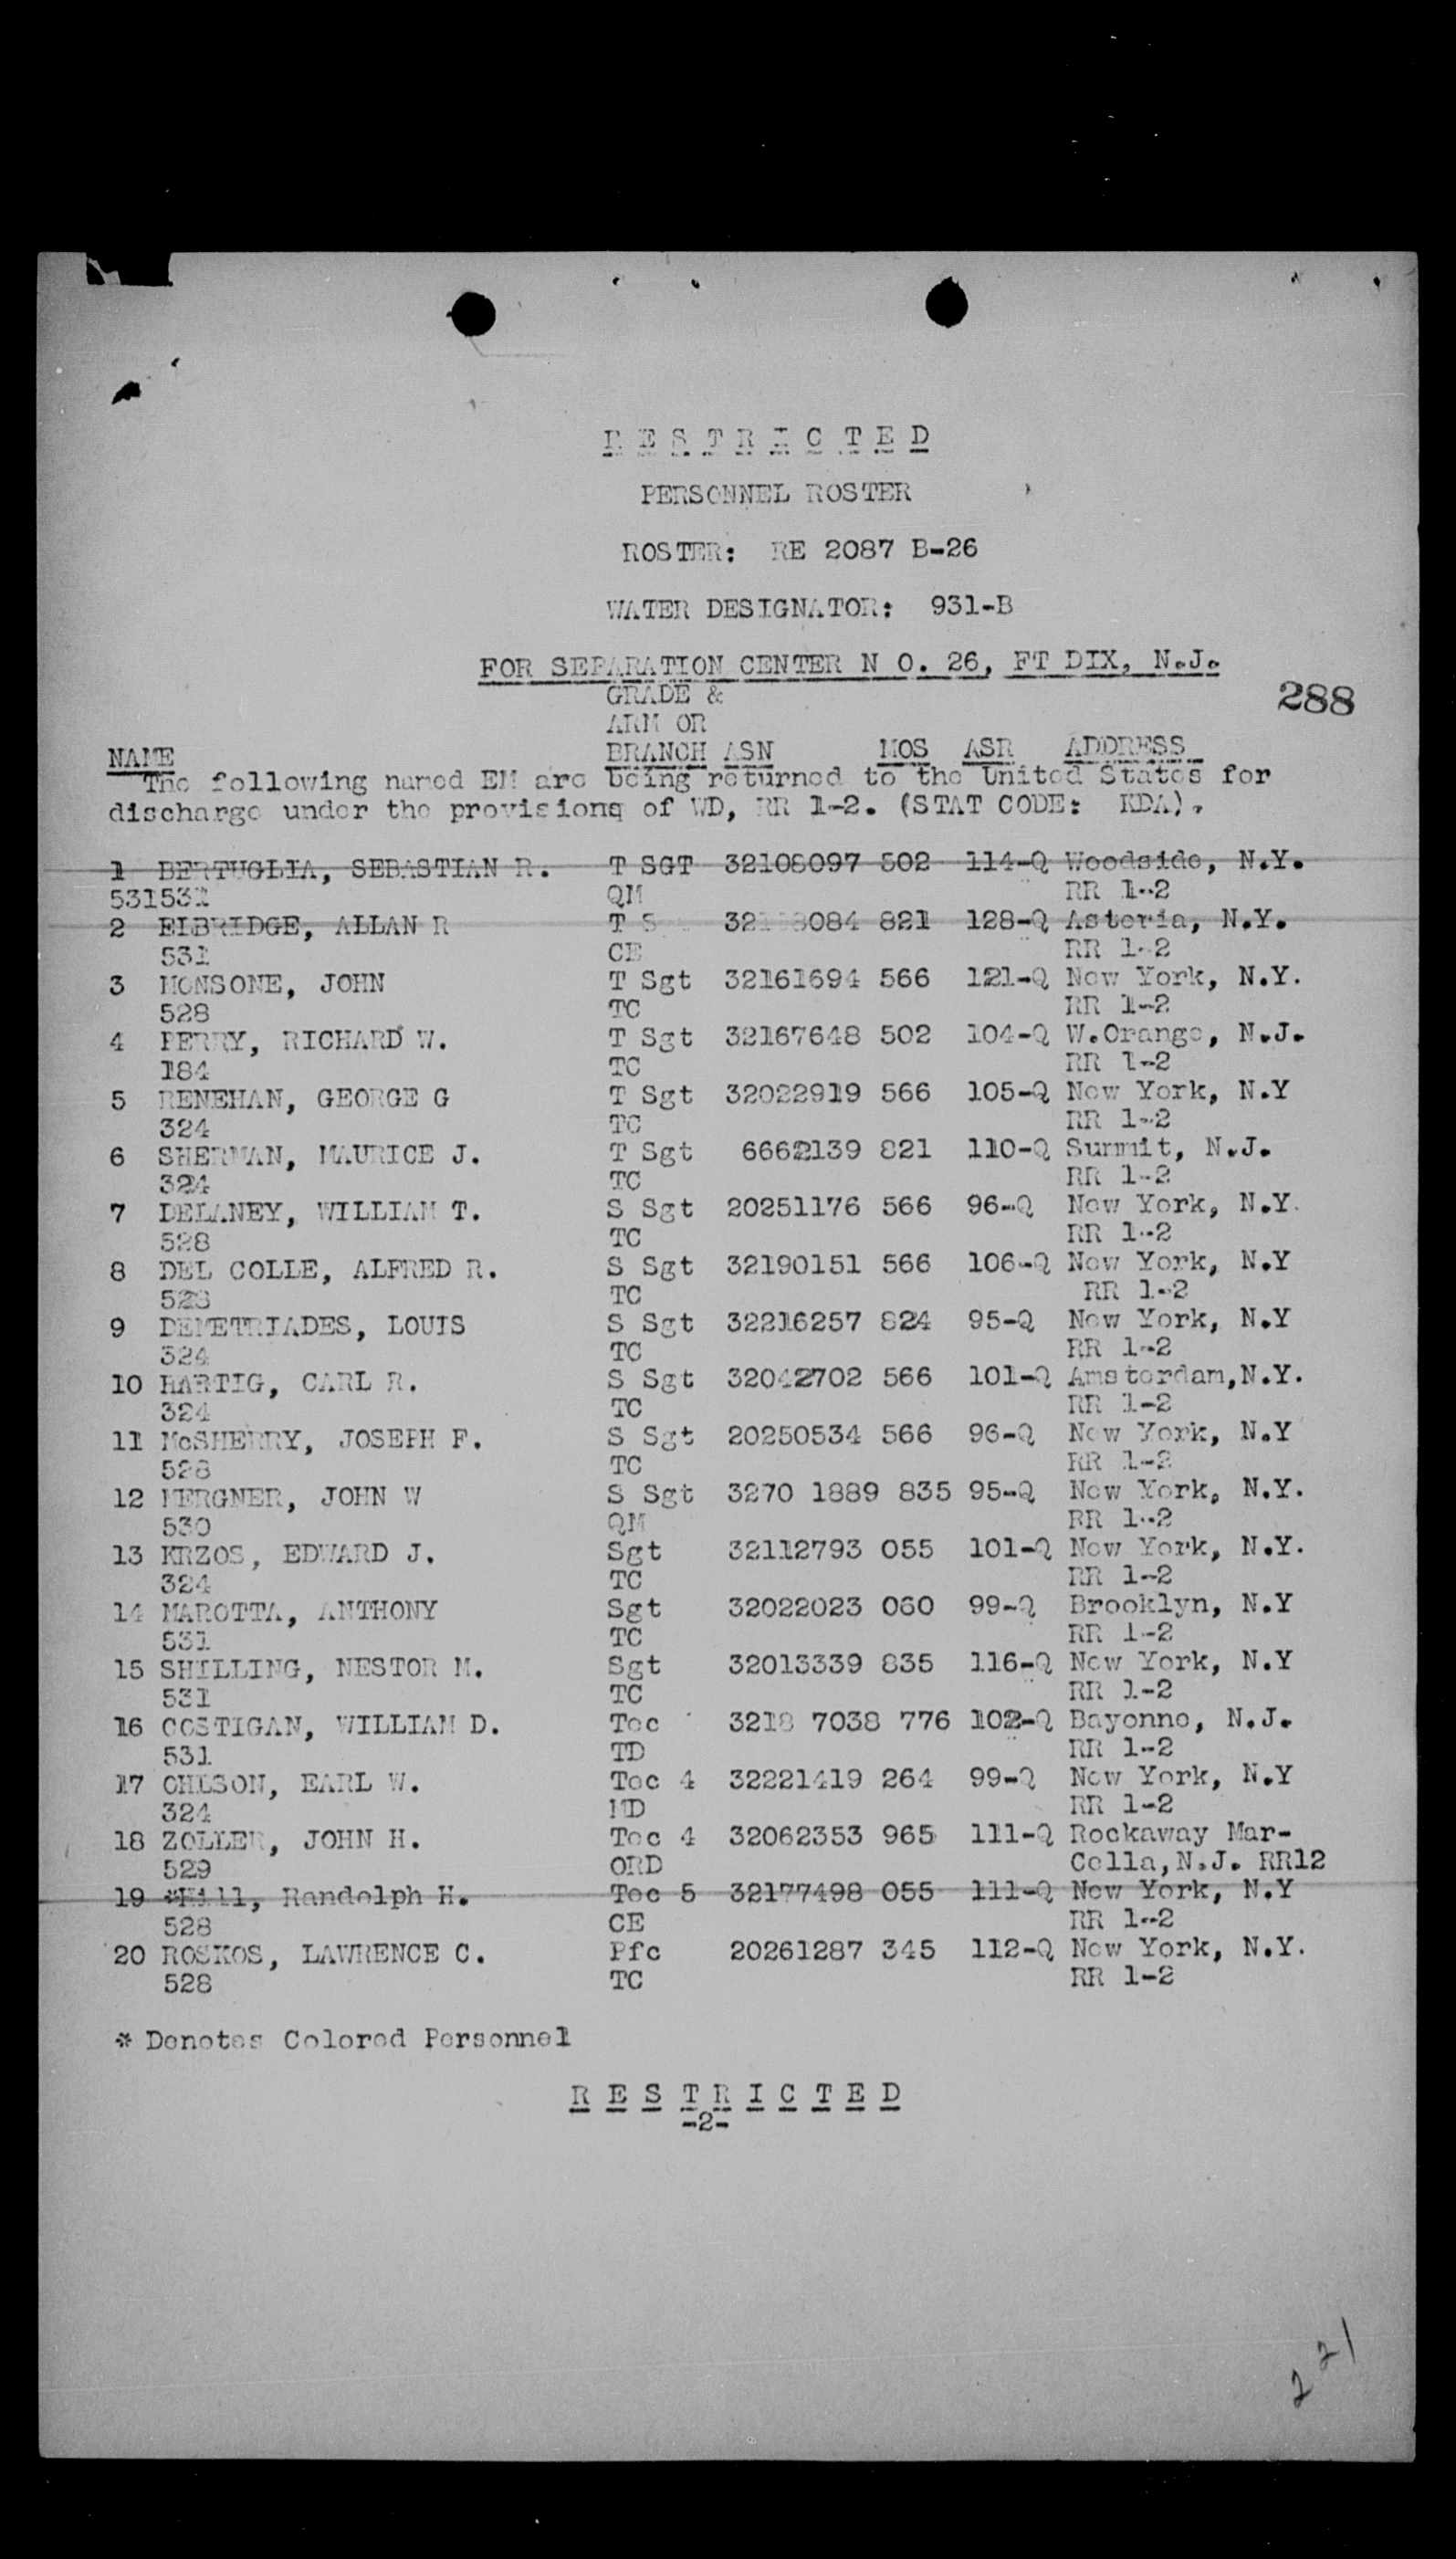 R E S T R I C T E D
PERSONNEL ROSTER
ROSTER: RE 2087 B-26
WATER DESIGNATOR: 931-B
FOR SEPARATION CENTER N O. 26, FT DIX, N.J.
288
GRADE &
ARM OR
NAME BRANCH ASN MOS ASR ADDRESS
The following named EM are being returned to the United States for
discharge under the provisions of WD, RR 1-2. (STAT CODE: KDA).
1 BERTUGLIA, SEBASTIAN R. T SGT 32108097 502 114-Q Woodside, N.Y.
531531 QM RR 1-2
2 ELBRIDGE, ALLAN R T 821 128-Q Astoria, N.Y.
531 CE RR 1-2
3 MONSONE, JOHN T Sgt 32161694 566 121-Q New York, N.Y.
528 TC RR 1-2
4 PERRY, RICHARD W. T Sgt 32167648 502 104-Q W.Orange, N.J.
184 TC RR 1-2
5 RENEHAN, GEORGE G T Sgt 32022919 566 105-Q New York, N.Y
324 TC RR 1-2
6 SHERMAN, MAURICE J. T Sgt 6662139 821 110-Q Summit, N.J.
324 TC RR 1-2
7 DELANEY, WILLIAM T. S Sgt 20251176 566 96-Q New York, N.Y.
528 TC RR 1-2
8 DEL COLLE, ALFRED R. S Sgt 32190151 566 106-Q New York, N.Y
528 TC RR 1-2
9 DEMETRIADES, LOUIS S Sgt 32216257 824 95-Q New York, N.Y
324 TC RR 1-2
10 HARTIG, CARL R. S Sgt 32042702 566 101-Q Amsterdam,N.Y.
324 TC RR 1-2
11 McSHERRY, JOSEPH F. S Sgt 20250534 566 96-Q New York, N.Y
528 TC RR 1-2
12 MERGNER, JOHN W S Sgt 3270 1889 835 95-Q New York, N.Y.
530 QM RR 1-2
13 KRZOS, EDWARD J. Sgt 32112793 055 101-Q New York, N.Y.
324 TC RR 1-2
14 MAROTTA, ANTHONY Sgt 32022023 060 99-Q Brooklyn, N.Y
531 TC RR 1-2
15 SHILLING, NESTOR M. Sgt 32013339 835 116-Q New York, N.Y
531 TC RR 1-2
16 COSTIGAN, WILLIAM D. Tec 3218 7038 776 102-Q Bayonne, N.J.
531 TD RR 1-2
17 OHLSON, EARL W. Tec 4 32221419 264 99-Q New York, N.Y
324 MD RR 1-2
18 ZOLLER, JOHN H. Tec 4 32062353 965 111-Q Rockaway Mar-
529 ORD Cella,N.J. RR12
19 *Hill, Randolph H. Tec 5 32177498 055 111-Q New York, N.Y
528 CE RR 1-2
20 ROSKOS, LAWRENCE C. Pfc 20261287 345 112-Q New York, N.Y.
528 TC RR 1-2
* Denotes Colored Personnel
R E S T R I C T E D
-2-
221